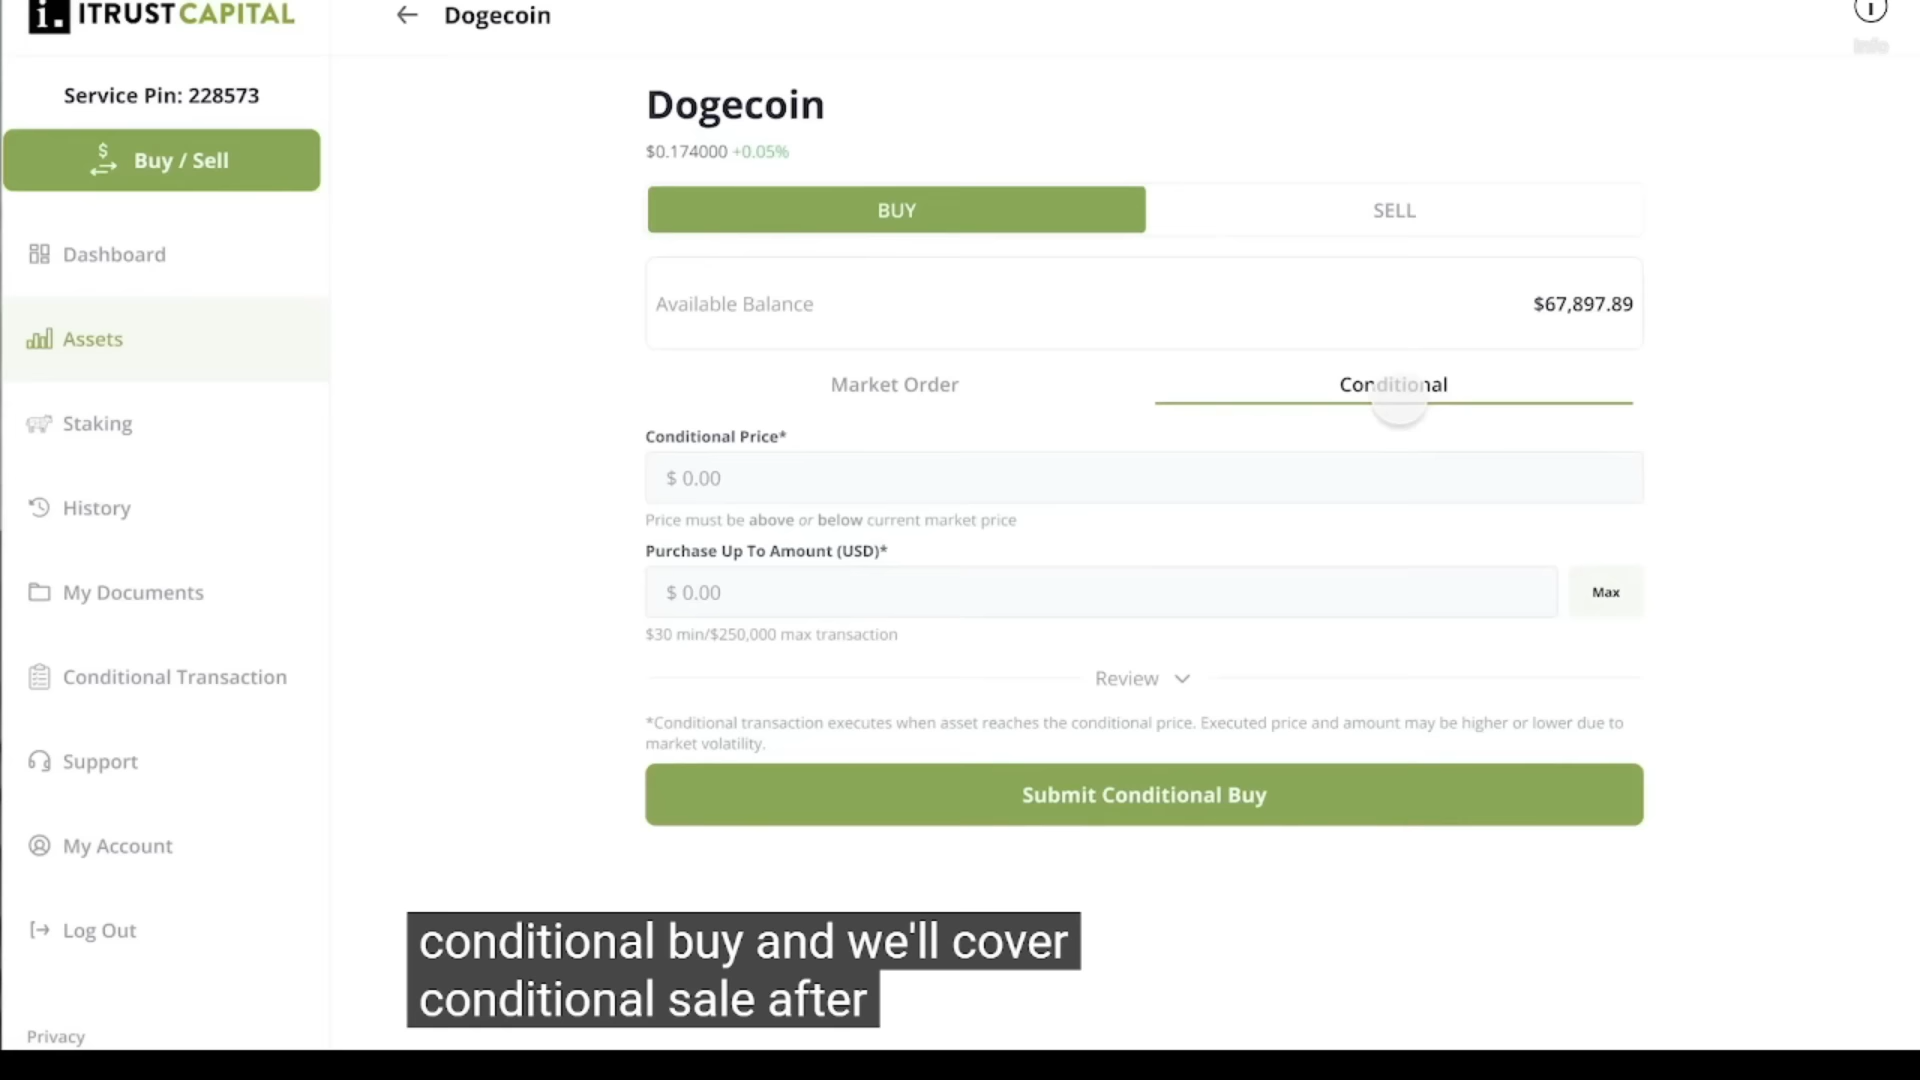 i. ITRUSTCAPITAL
← Dogecoin
Info
Service Pin: 228573
Buy / Sell
Dashboard
Assets
Staking
History
My Documents
Conditional Transaction
Support
My Account
Log Out
Privacy
Dogecoin
$0.174000 +0.05%
BUY
SELL
Available Balance
$67,897.89
Market Order
Conditional
Conditional Price*
$ 0.00
Price must be above or below current market price
Purchase Up To Amount (USD)*
$ 0.00
Max
$30 min/$250,000 max transaction
Review
*Conditional transaction executes when asset reaches the conditional price. Executed price and amount may be higher or lower due to
market volatility.
Submit Conditional Buy
conditional buy and we'll cover
conditional sale after